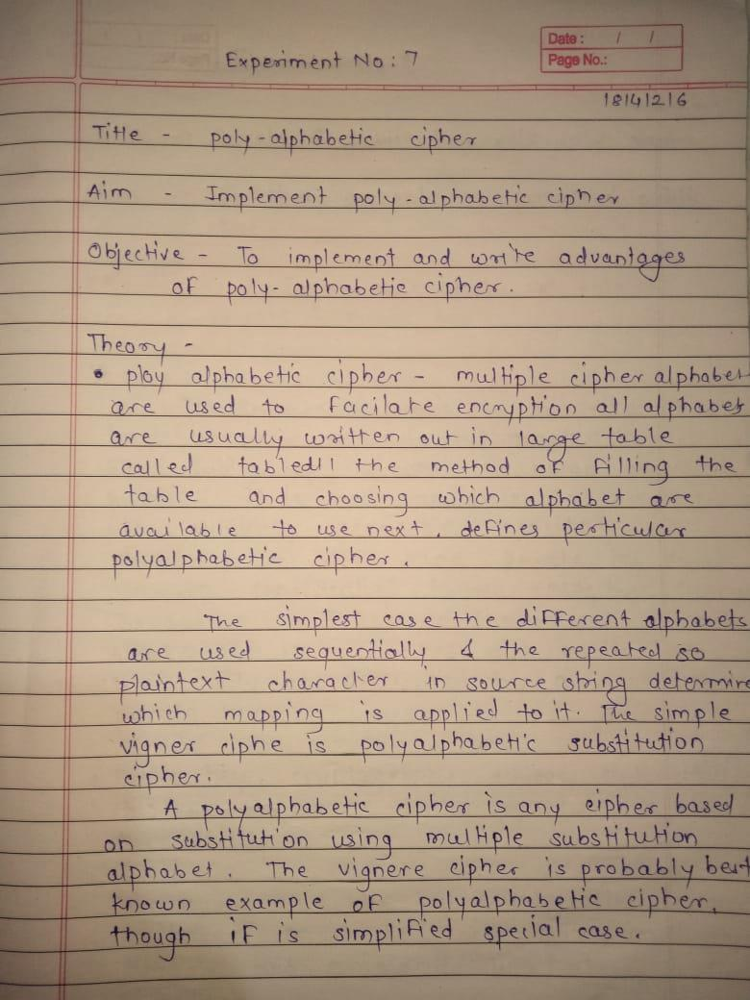 Experiment No: 7
Date: / /
Page No.:
18141216
Title - poly-alphabetic cipher
Aim - Implement poly-alphabetic cipher
Objective - To implement and write advantages
of poly-alphabetic cipher.
Theory -
• ploy alphabetic cipher - multiple cipher alphabet
are used to facilate encryption all alphabet
are usually written out in large table
called tabledll the method of filling the
table and choosing which alphabet are
available to use next, defines perticular
polyalphabetic cipher.
The simplest case the different alphabets
are used sequentially & the repeated so
plaintext character in source string determine
which mapping is applied to it. The simple
vigner ciphe is polyalphabetic substitution
cipher.
A polyalphabetic cipher is any cipher based
on substitution using multiple substitution
alphabet. The vignere cipher is probably best
known example of polyalphabetic cipher,
though if is simplified special case.